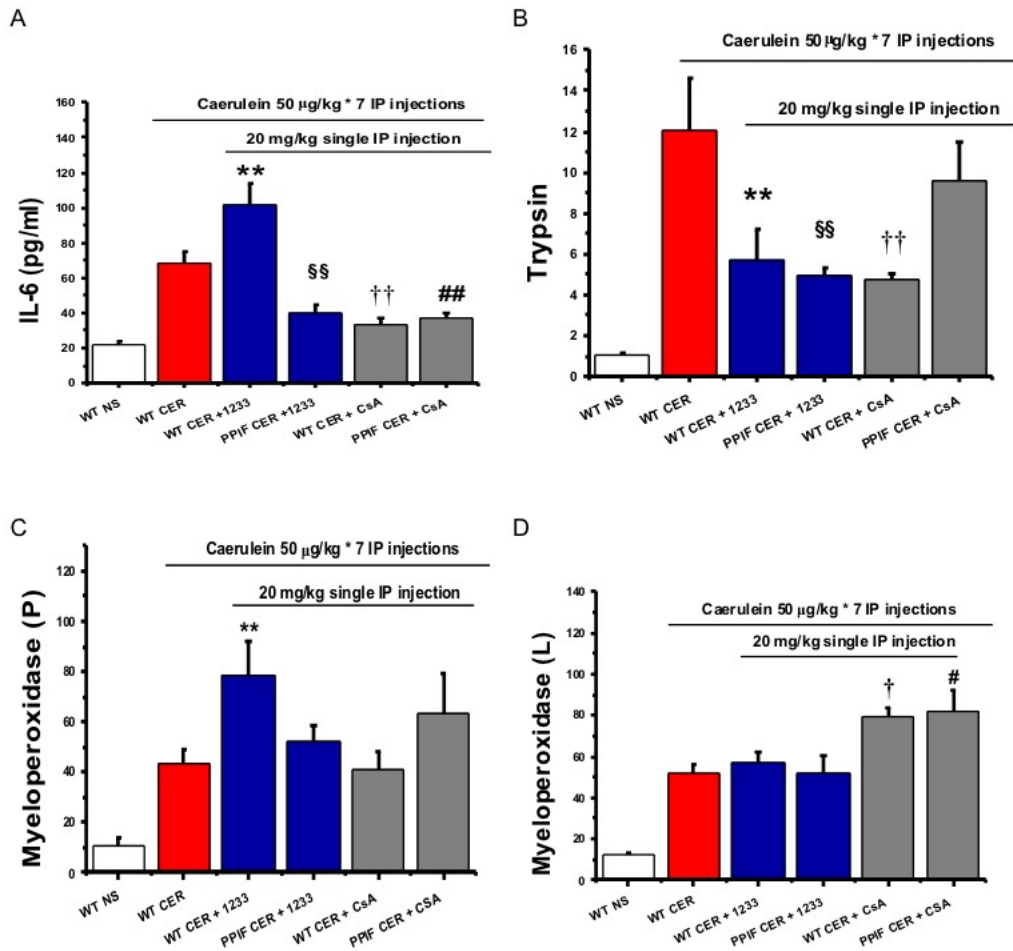 A
Caerulein 50 µg/kg * 7 IP injections
20 mg/kg single IP injection
IL-6 (pg/ml)
160
140
120
100
80
60
40
20
0
**
§§
††
##
WT NS
WT CER
WT CER +1233
PPIF CER +1233
WT CER + CsA
PPIF CER + CsA
B
Caerulein 50 µg/kg * 7 IP injections
20 mg/kg single IP injection
Trypsin
16
14
12
10
8
6
4
2
0
**
§§
††
WT NS
WT CER
WT CER + 1233
PPIF CER + 1233
WT CER + CsA
PPIF CER + CsA
C
Caerulein 50 µg/kg * 7 IP injections
20 mg/kg single IP injection
Myeloperoxidase (P)
120
100
80
60
40
20
0
**
WT NS
WT CER
WT CER + 1233
PPIF CER + 1233
WT CER + CsA
PPIF CER + CSA
D
Caerulein 50 µg/kg * 7 IP injections
20 mg/kg single IP injection
Myeloperoxidase (L)
140
120
100
80
60
40
20
0
†
#
WT NS
WT CER
WT CER + 1233
PPIF CER + 1233
WT CER + CsA
PPIF CER + CSA